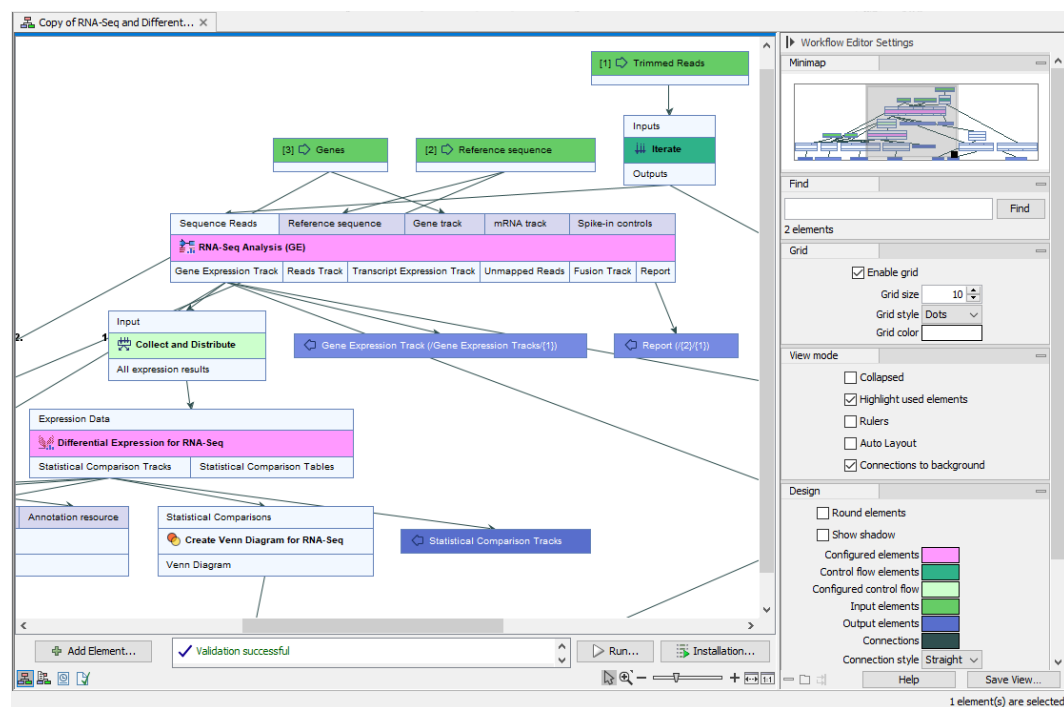 Copy of RNA-Seq and Different... ×
[1] Trimmed Reads
Inputs
Iterate
Outputs
[3] Genes
[2] Reference sequence
Sequence Reads Reference sequence Gene track mRNA track Spike-in controls
RNA-Seq Analysis (GE)
Gene Expression Track Reads Track Transcript Expression Track Unmapped Reads Fusion Track Report
2.
1
Input
Collect and Distribute
All expression results
Gene Expression Track (/Gene Expression Tracks/{1})
Report (/{2}/{1})
Expression Data
Differential Expression for RNA-Seq
Statistical Comparison Tracks Statistical Comparison Tables
Annotation resource
Statistical Comparisons
Create Venn Diagram for RNA-Seq
Venn Diagram
Statistical Comparison Tracks
Add Element...
Validation successful
Run...
Installation...
Workflow Editor Settings
Minimap
Find
Find
2 elements
Grid
Enable grid
Grid size 10
Grid style Dots
Grid color
View mode
Collapsed
Highlight used elements
Rulers
Auto Layout
Connections to background
Design
Round elements
Show shadow
Configured elements
Control flow elements
Configured control flow
Input elements
Output elements
Connections
Connection style Straight
1:1
Help
Save View...
1 element(s) are selected